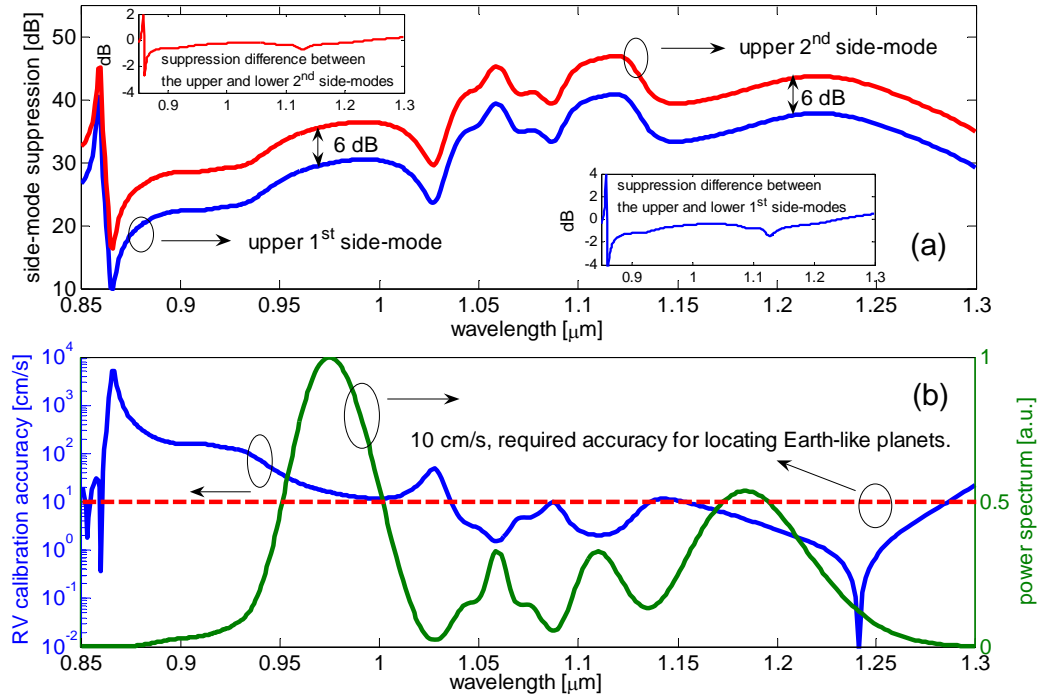 (a)
side-mode suppression [dB]
50
40
30
20
10
0.85 0.9 0.95 1 1.05 1.1 1.15 1.2 1.25 1.3
wavelength [μm]
dB
2
0
-2
-4
0.9 1 1.1 1.2 1.3
suppression difference between
the upper and lower 2nd side-modes
upper 2nd side-mode
6 dB
6 dB
upper 1st side-mode
dB
4
2
0
-2
-4
0.9 1 1.1 1.2 1.3
suppression difference between
the upper and lower 1st side-modes
(b)
RV calibration accuracy [cm/s]
10^4
10^3
10^2
10^1
10^0
10^-1
10^-2
10 cm/s, required accuracy for locating Earth-like planets.
1
0.5
0
power spectrum [a.u.]
0.85 0.9 0.95 1 1.05 1.1 1.15 1.2 1.25 1.3
wavelength [μm]